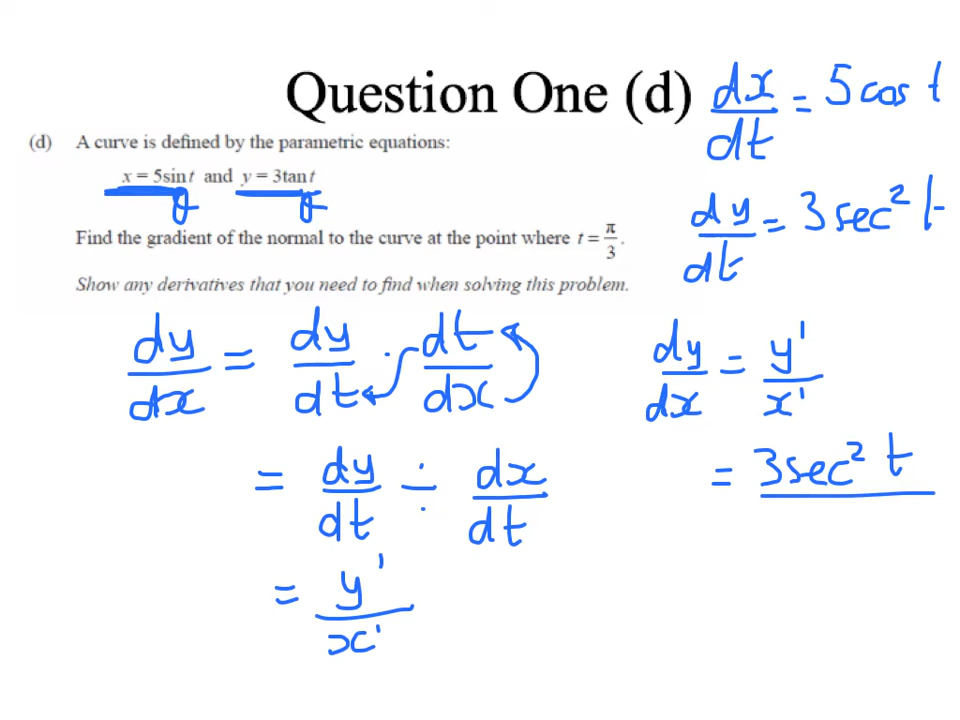 Question One (d)
dx/dt = 5 cos t
(d) A curve is defined by the parametric equations:
x = 5sin t and y = 3tan t
dy/dt = 3 sec² t
Find the gradient of the normal to the curve at the point where t = π/3.
Show any derivatives that you need to find when solving this problem.
dy/dx = dy/dt · dt/dx
dy/dx = y'/x'
= dy/dt ÷ dx/dt
= 3 sec² t
= y'/x'